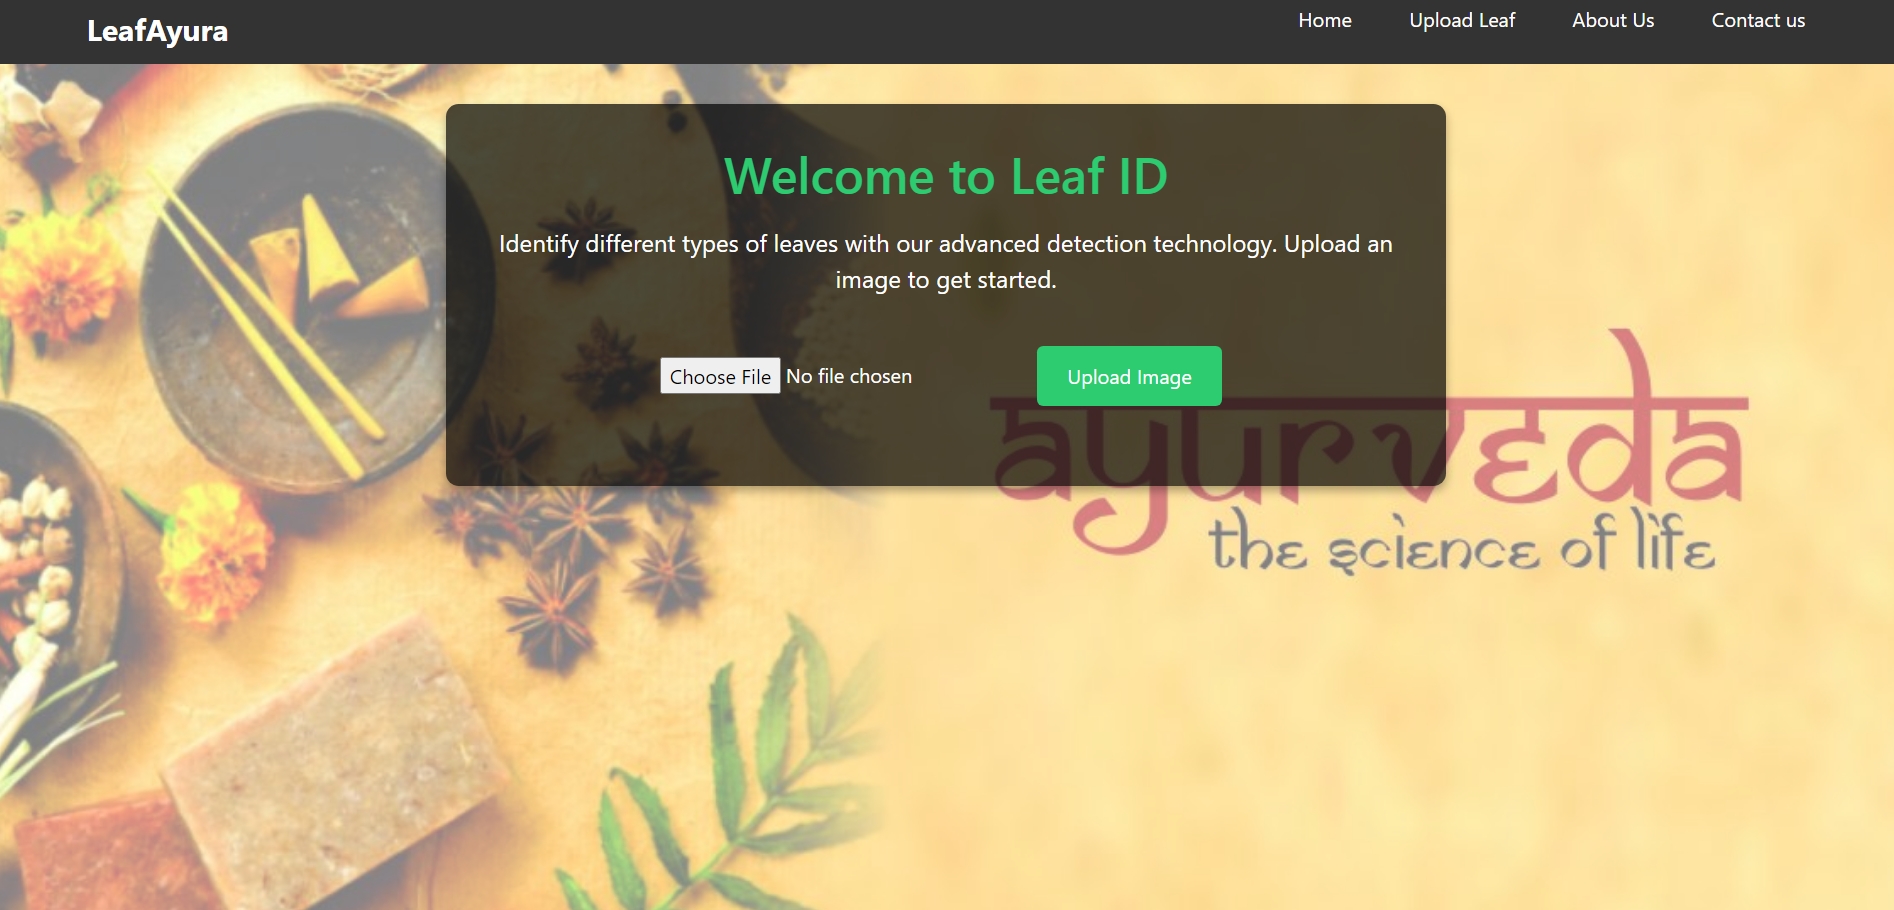 LeafAyura
Home
Upload Leaf
About Us
Contact us
Welcome to Leaf ID
Identify different types of leaves with our advanced detection technology. Upload an
image to get started.
Choose File No file chosen
Upload Image
ayurveda
the science of life